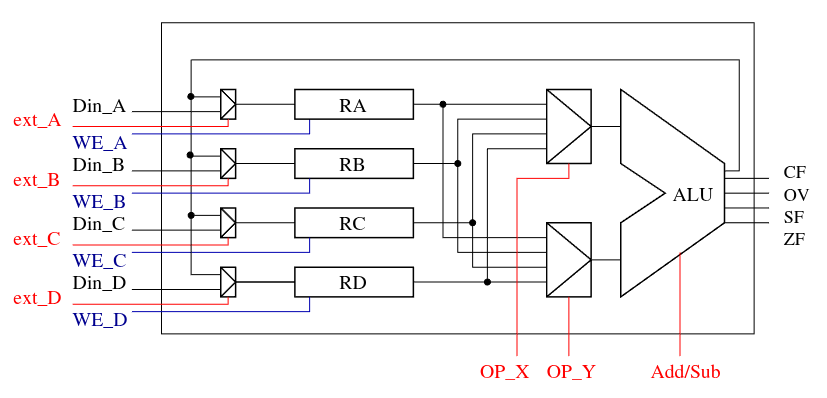 Din_A
ext_A
WE_A
RA
Din_B
ext_B
WE_B
RB
Din_C
ext_C
WE_C
RC
Din_D
ext_D
WE_D
RD
ALU
CF
OV
SF
ZF
OP_X
OP_Y
Add/Sub